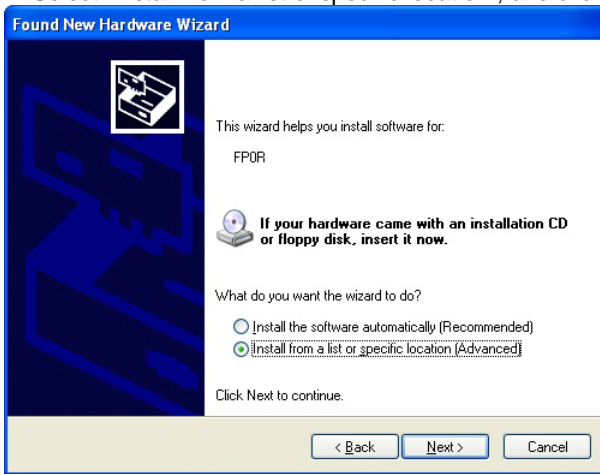 Found New Hardware Wizard
This wizard helps you install software for:
FP0R
If your hardware came with an installation CD
or floppy disk, insert it now.
What do you want the wizard to do?
Install the software automatically (Recommended)
Install from a list or specific location (Advanced)
Click Next to continue.
< Back Next > Cancel